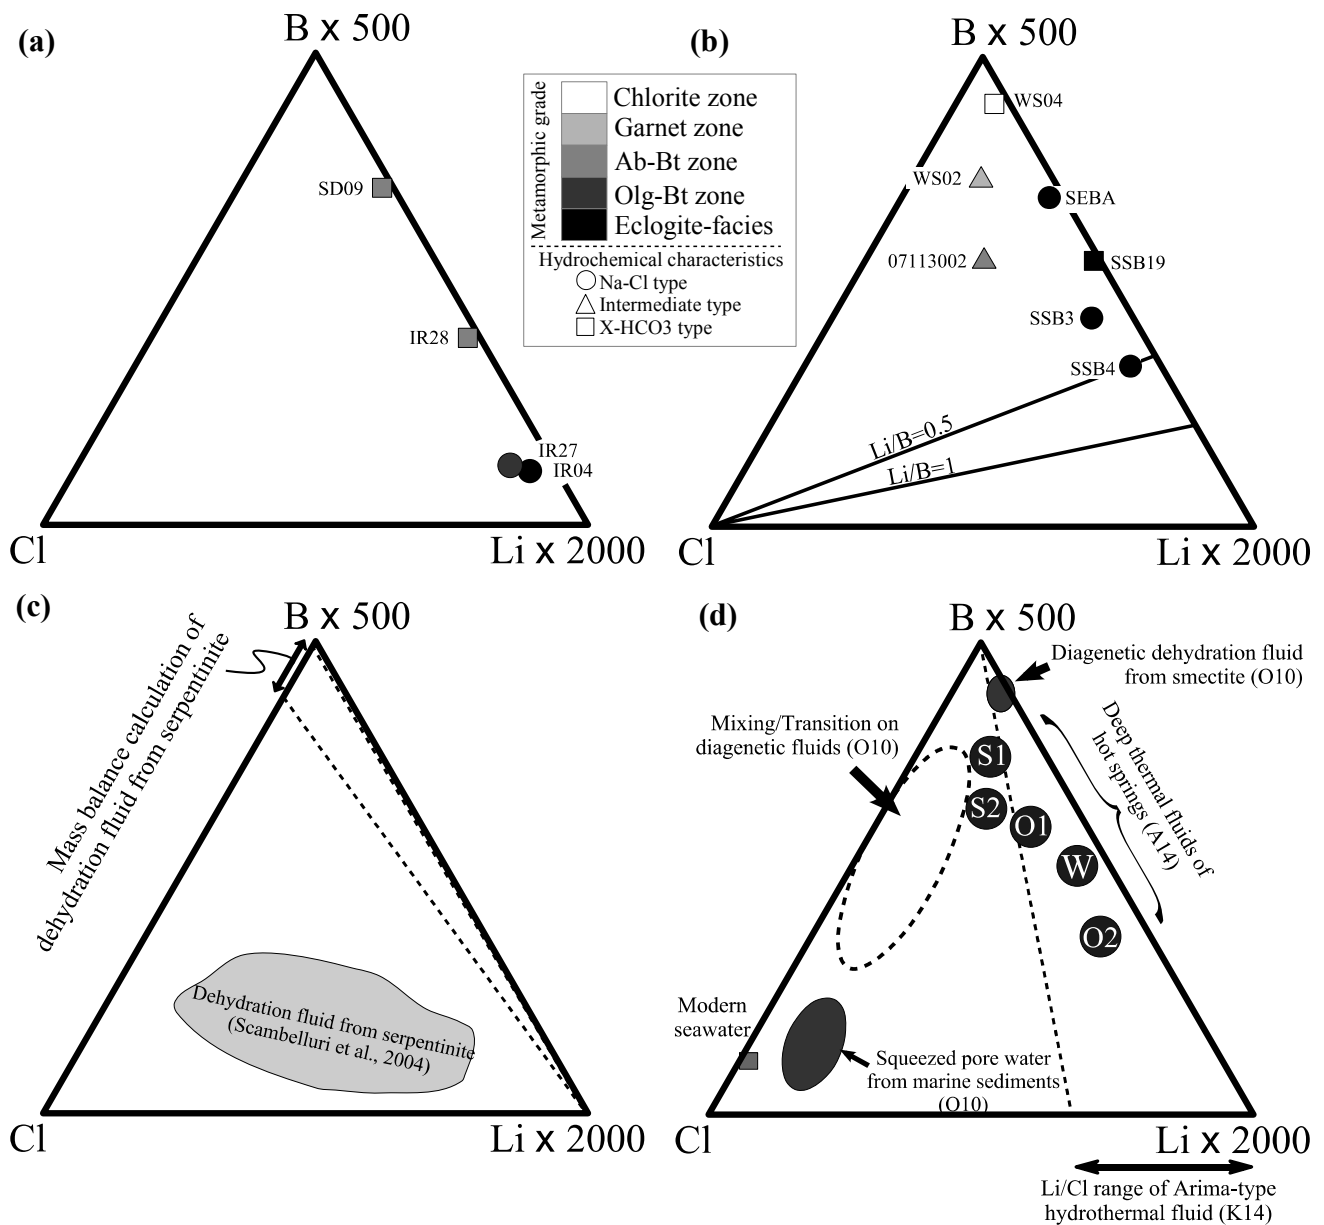 (a)
B x 500
SD09
IR28
IR27
IR04
Cl
Li x 2000
Metamorphic grade
Chlorite zone
Garnet zone
Ab-Bt zone
Olg-Bt zone
Eclogite-facies
Hydrochemical characteristics
Na-Cl type
Intermediate type
X-HCO3 type
(b)
B x 500
WS04
WS02
SEBA
07113002
SSB19
SSB3
SSB4
Li/B=0.5
Li/B=1
Cl
Li x 2000
(c)
B x 500
Mass balance calculation of
dehydration fluid from serpentinite
Dehydration fluid from serpentinite
(Scambelluri et al., 2004)
Cl
Li x 2000
(d)
B x 500
Diagenetic dehydration fluid
from smectite (O10)
Mixing/Transition on
diagenetic fluids (O10)
Deep thermal fluids of
hot springs (A14)
S1
S2
O1
W
O2
Modern
seawater
Squeezed pore water
from marine sediments
(O10)
Cl
Li x 2000
Li/Cl range of Arima-type
hydrothermal fluid (K14)